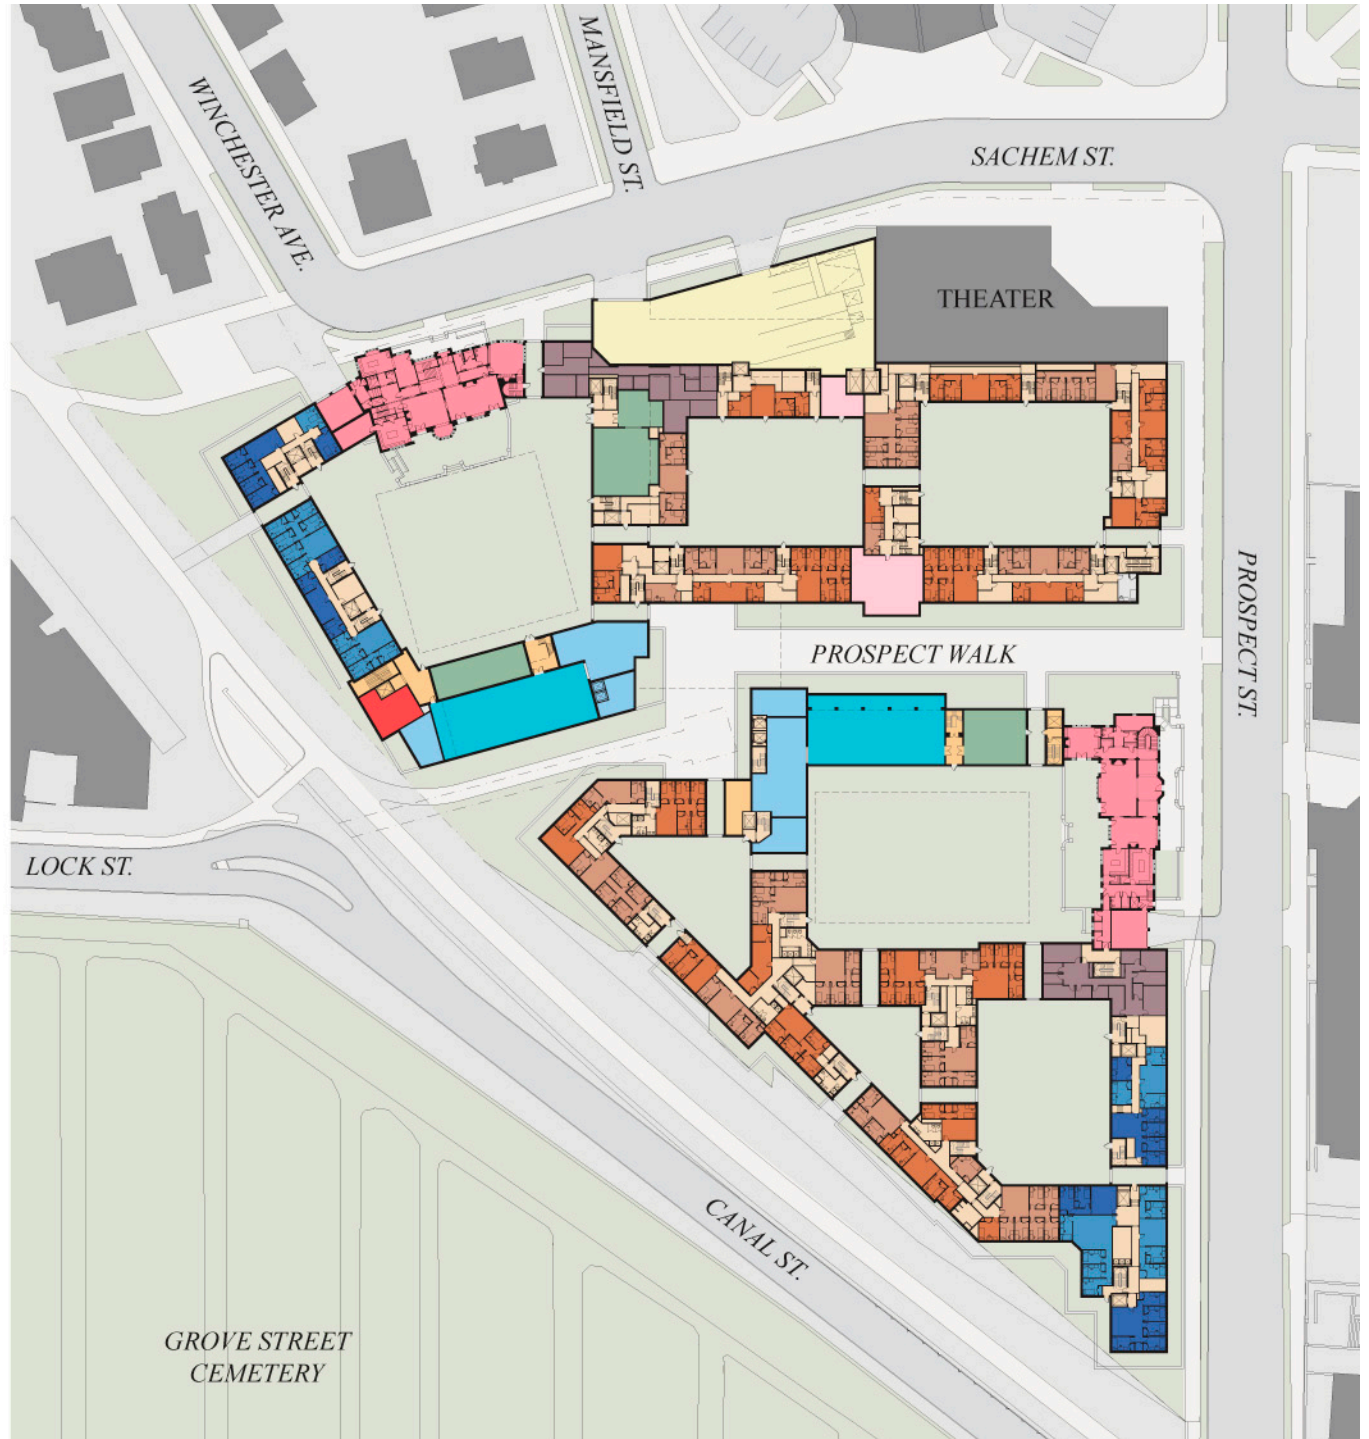 MANSFIELD ST.
WINCHESTER AVE.
SACHEM ST.
THEATER
PROSPECT ST.
PROSPECT WALK
LOCK ST.
CANAL ST.
GROVE STREET
CEMETERY